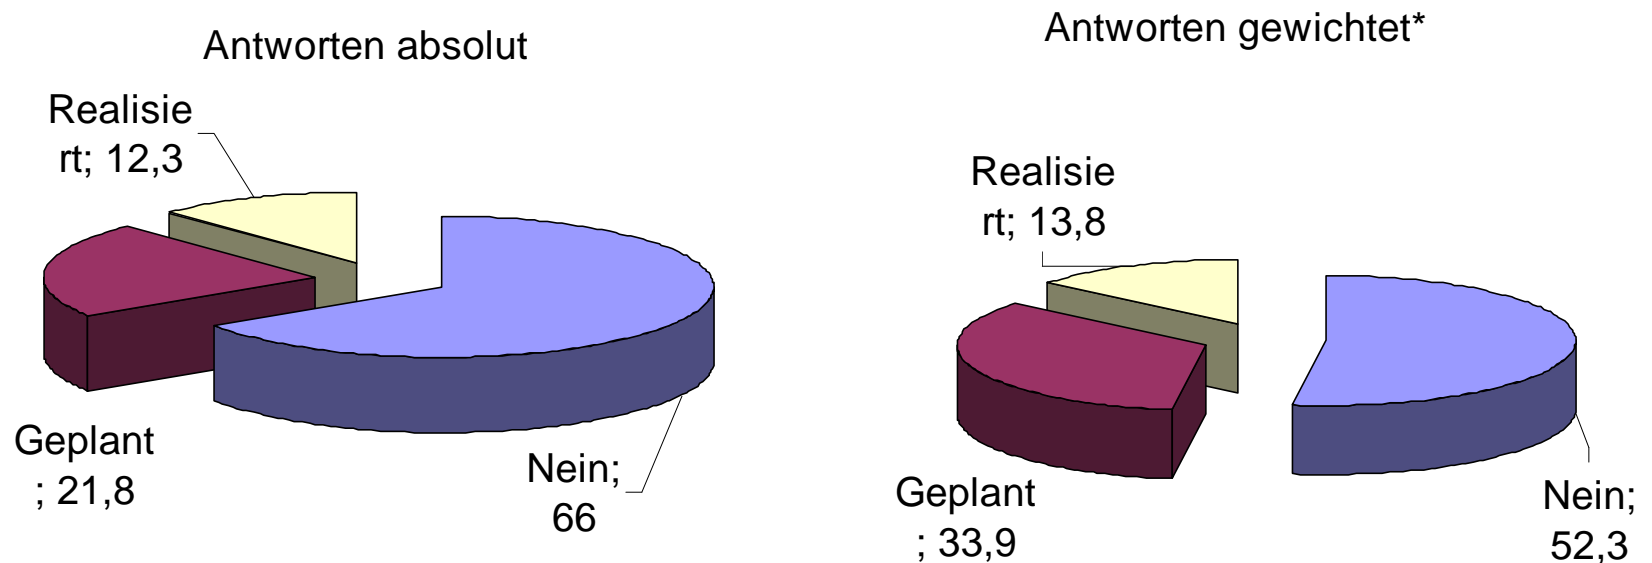 Antworten absolut
Realisie
rt; 12,3
Geplant
; 21,8
Nein;
66
Antworten gewichtet*
Realisie
rt; 13,8
Geplant
; 33,9
Nein;
52,3